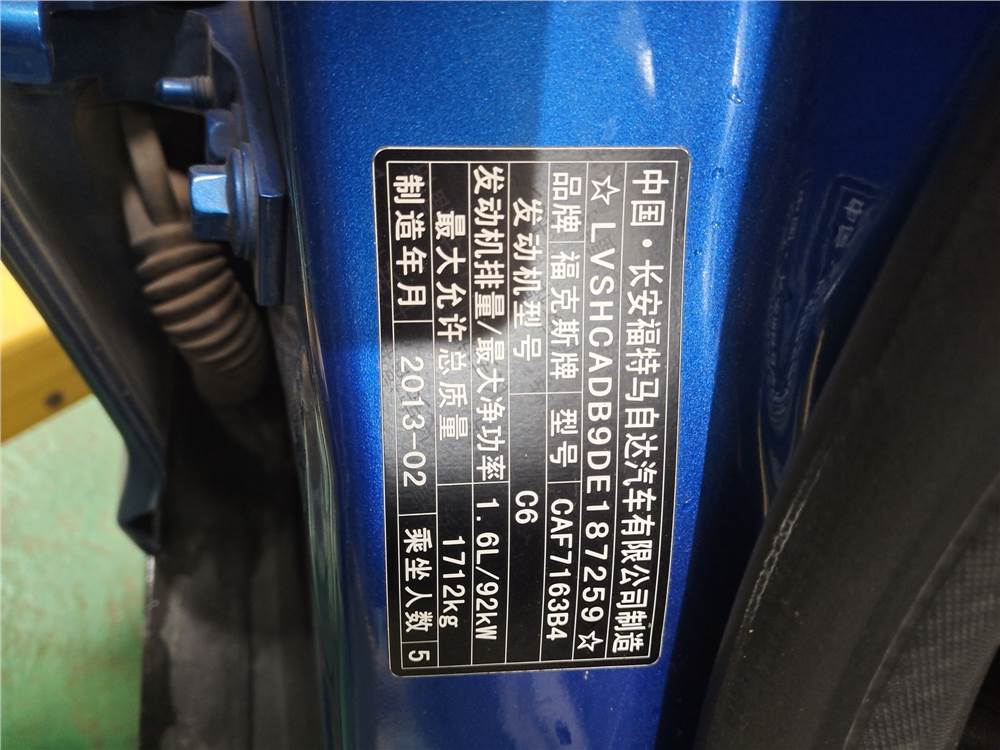 中国·长安福特马自达汽车有限公司制造
☆LVSHCADB9DE187259☆
品牌 福克斯牌 型号 CAF7163B4
发动机型号 C6
发动机排量/最大净功率 1.6L/92kW
最大允许总质量 1712kg
制造年月 2013-02 乘坐人数 5